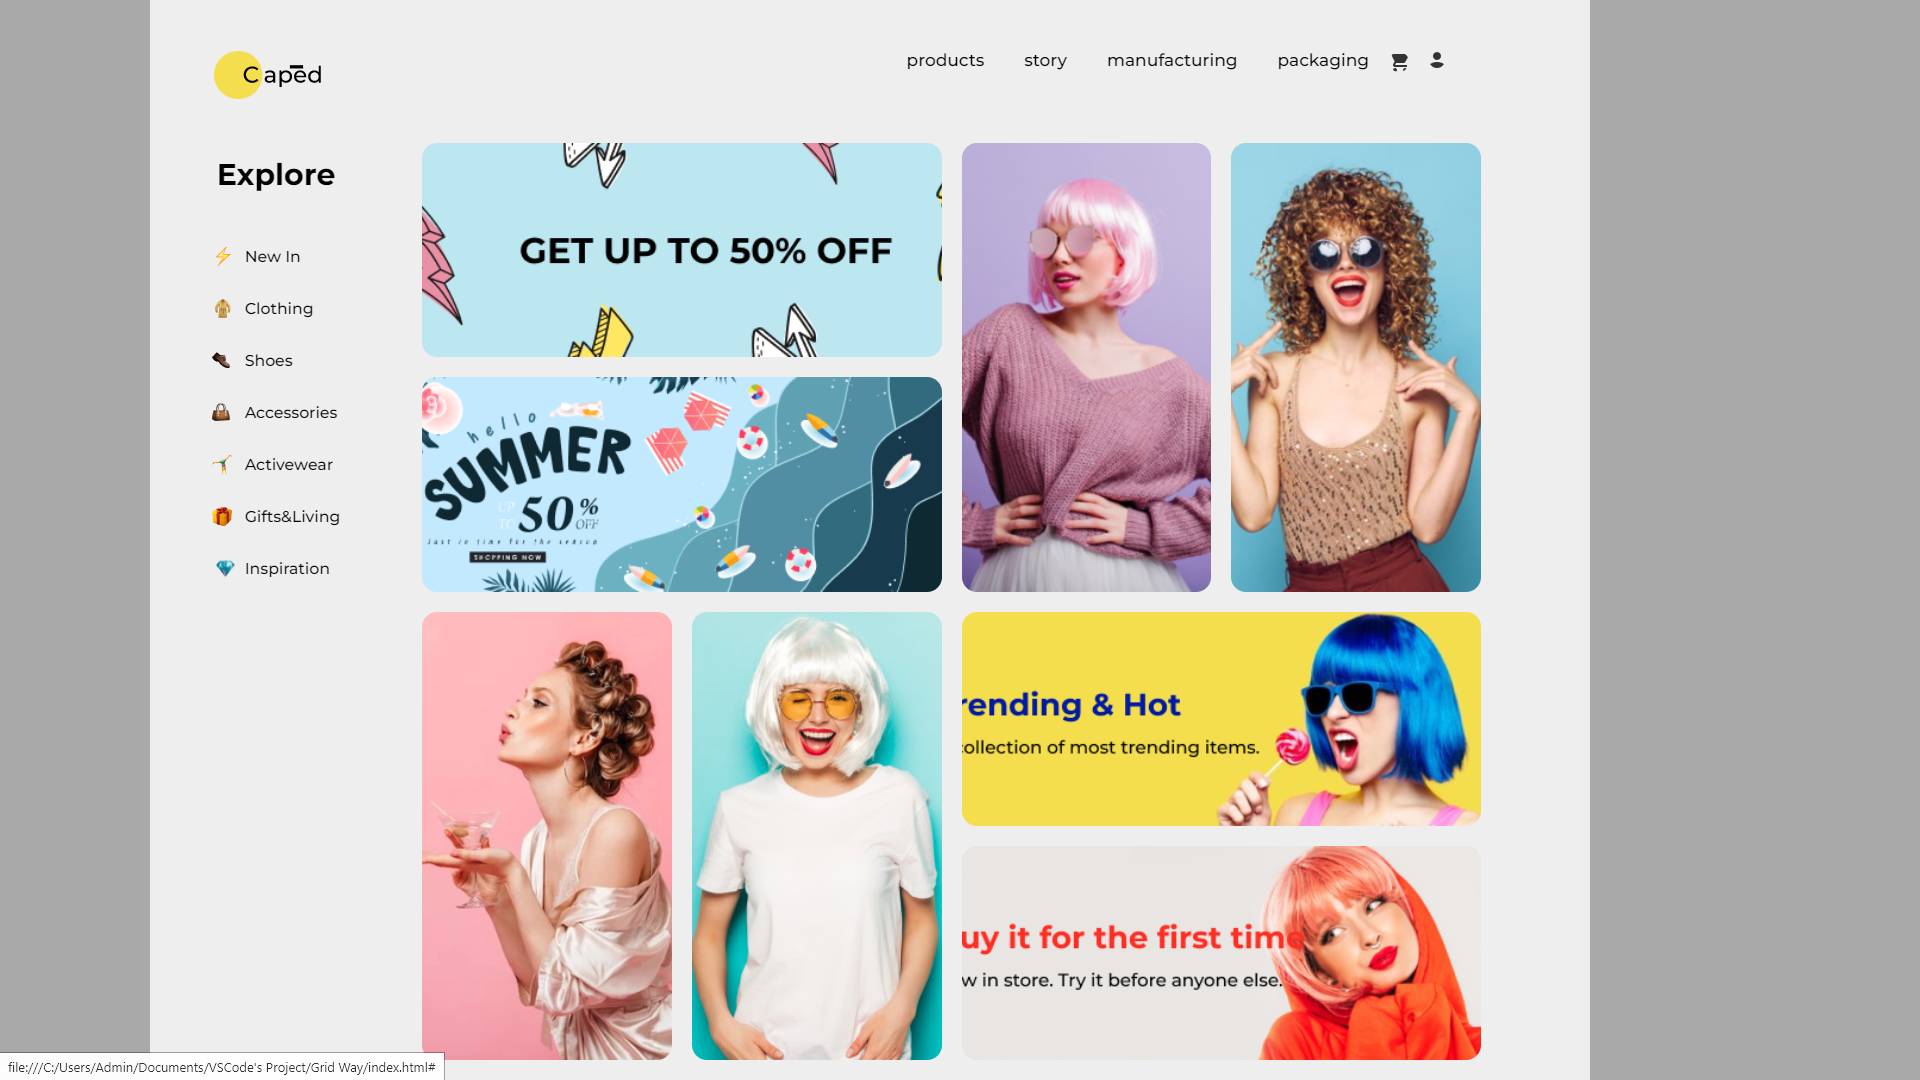 Capēd
products story manufacturing packaging
Explore
New In
Clothing
Shoes
Accessories
Activewear
Gifts&Living
Inspiration
GET UP TO 50% OFF
hello
SUMMER
UP TO 50% OFF
Just in time for the season
SHOPPING NOW
rending & Hot
collection of most trending items.
uy it for the first time
w in store. Try it before anyone else.
file:///C:/Users/Admin/Documents/VSCode's Project/Grid Way/index.html#